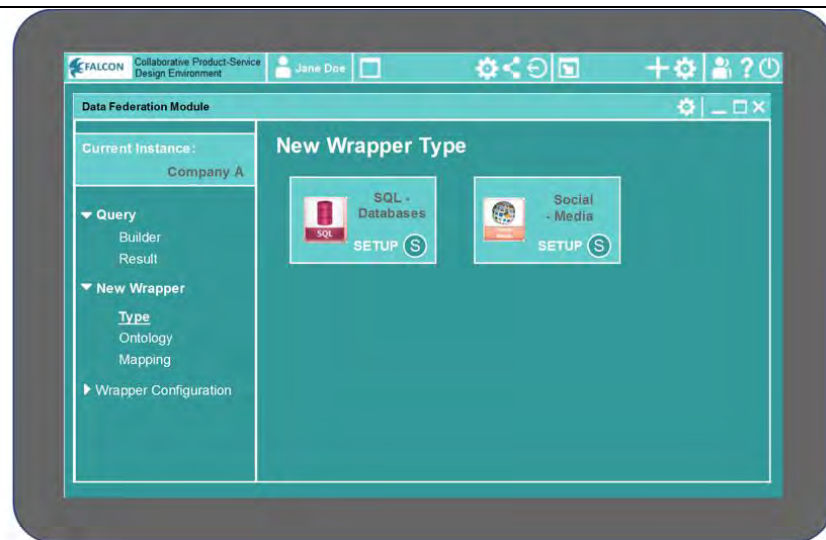 FALCON
Collaborative Product-Service
Design Environment
Jane Doe
?
Data Federation Module
Current Instance:
Company A
Query
Builder
Result
New Wrapper
Type
Ontology
Mapping
Wrapper Configuration
New Wrapper Type
SQL -
Databases
SQL
SETUP S
Social
- Media
SETUP S